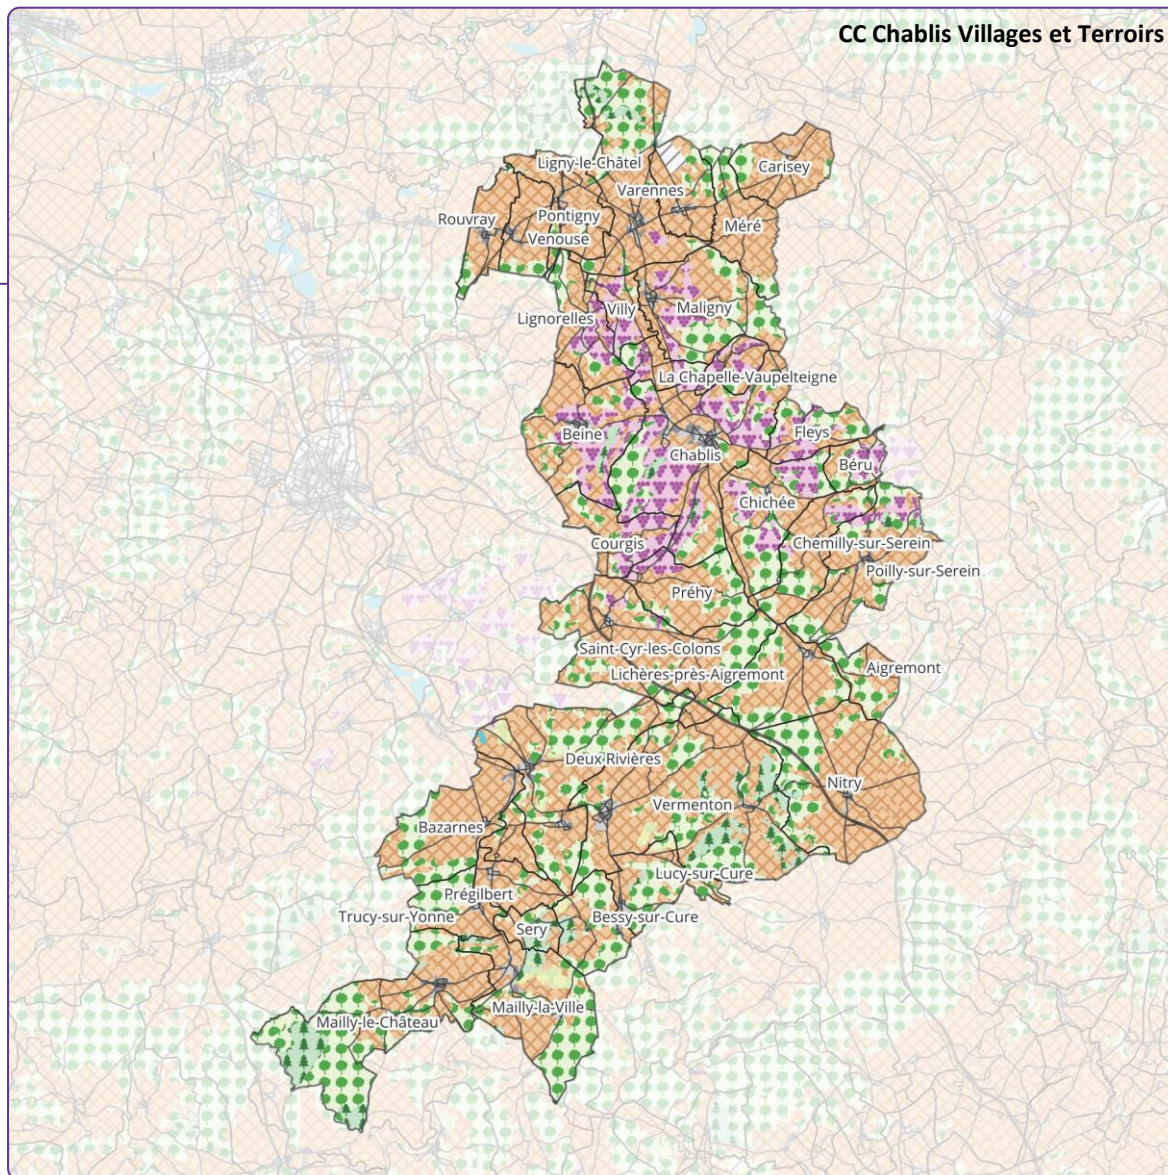 CC Chablis Villages et Terroirs
Ligny-le-Châtel
Carisey
Varennes
Rouvray
Pontigny
Méré
Venouse
Lignorelles
Villy
Maligny
La Chapelle-Vaupelteigne
Beine
Fleys
Chablis
Béru
Chichée
Courgis
Chemilly-sur-Serein
Poilly-sur-Serein
Préhy
Saint-Cyr-les-Colons
Lichères-près-Aigremont
Aigremont
Deux Rivières
Nitry
Vermenton
Bazarnes
Lucy-sur-Cure
Prégilbert
Trucy-sur-Yonne
Sery
Bessy-sur-Cure
Mailly-la-Ville
Mailly-le-Château